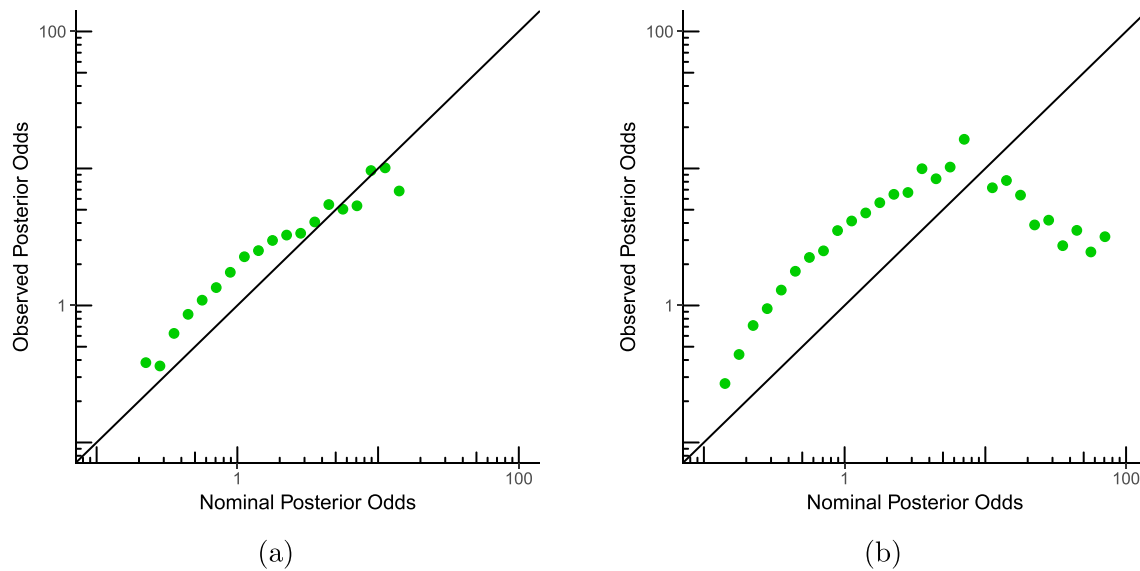 100
1
Observed Posterior Odds
1
100
Nominal Posterior Odds
(a)
100
1
Observed Posterior Odds
1
100
Nominal Posterior Odds
(b)